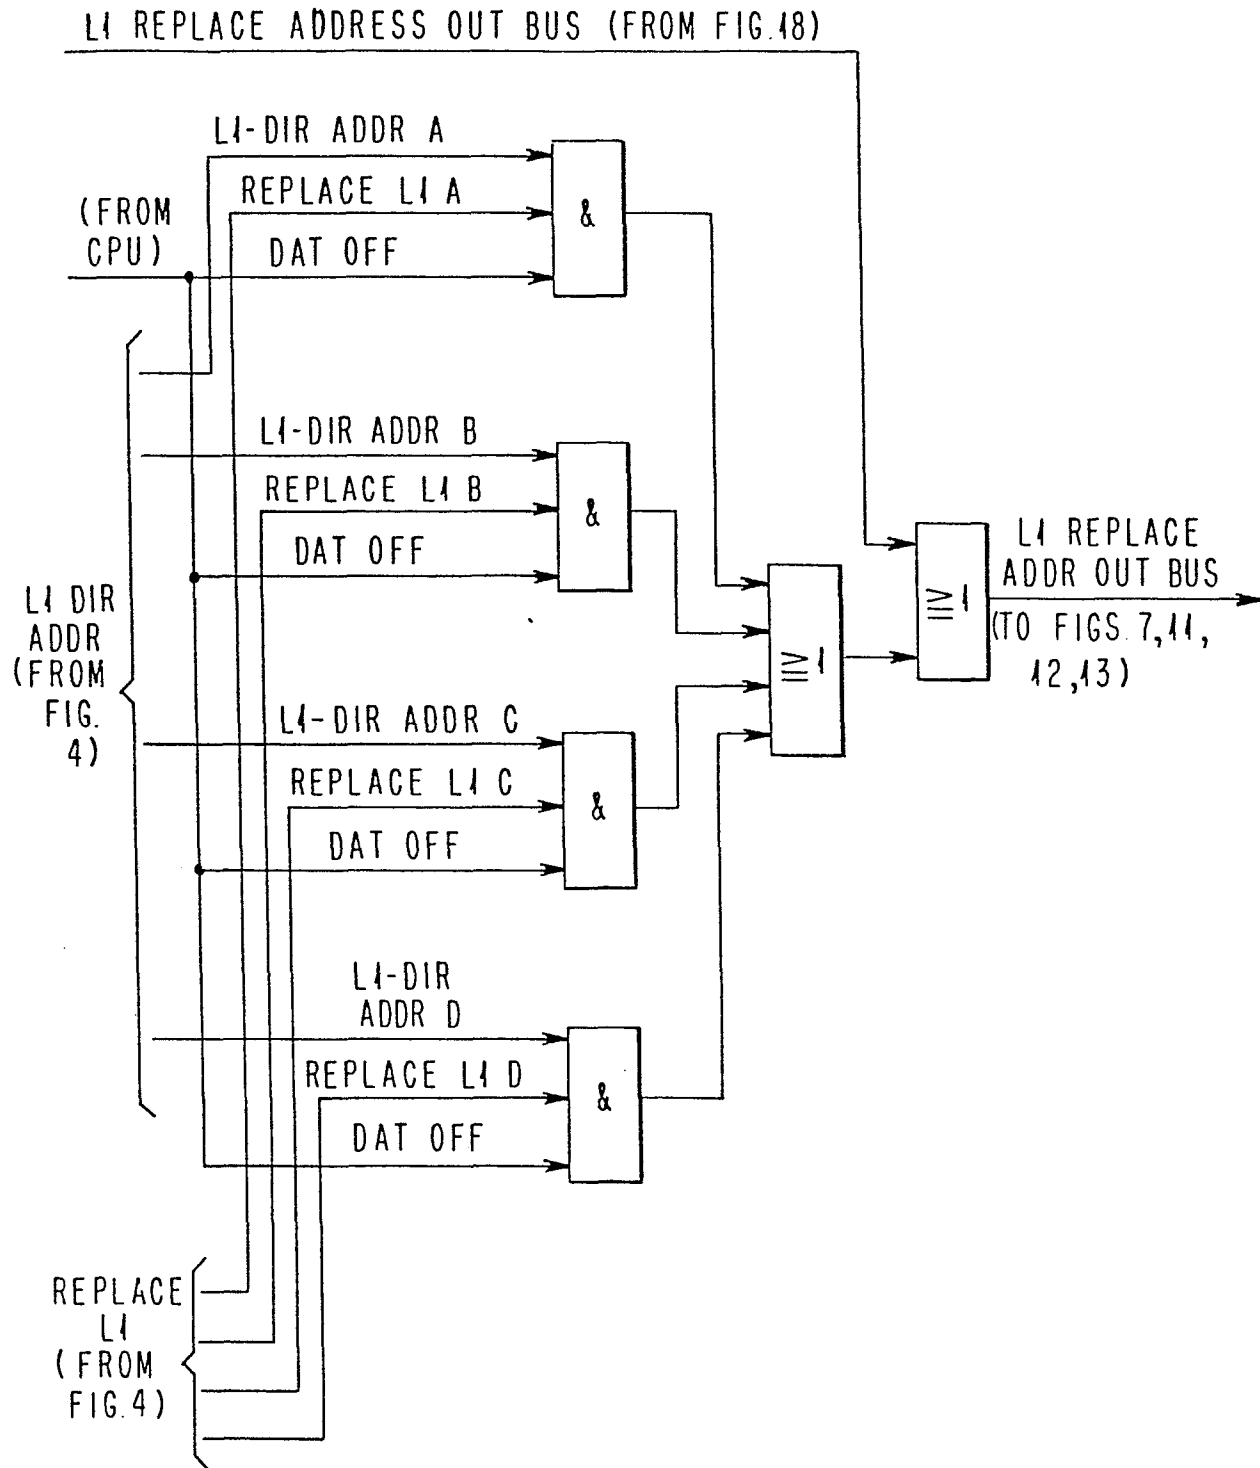 L1 REPLACE ADDRESS OUT BUS (FROM FIG.18)
L1-DIR ADDR A
REPLACE L1 A
(FROM
CPU)
DAT OFF
&
L1-DIR ADDR B
REPLACE L1 B
DAT OFF
&
L1 DIR
ADDR
(FROM
FIG.
4)
L1-DIR ADDR C
REPLACE L1 C
DAT OFF
&
L1-DIR
ADDR D
REPLACE L1 D
DAT OFF
&
≧1
≧1
L1 REPLACE
ADDR OUT BUS
(TO FIGS. 7,11,
12,13)
REPLACE
L1
(FROM
FIG.4)